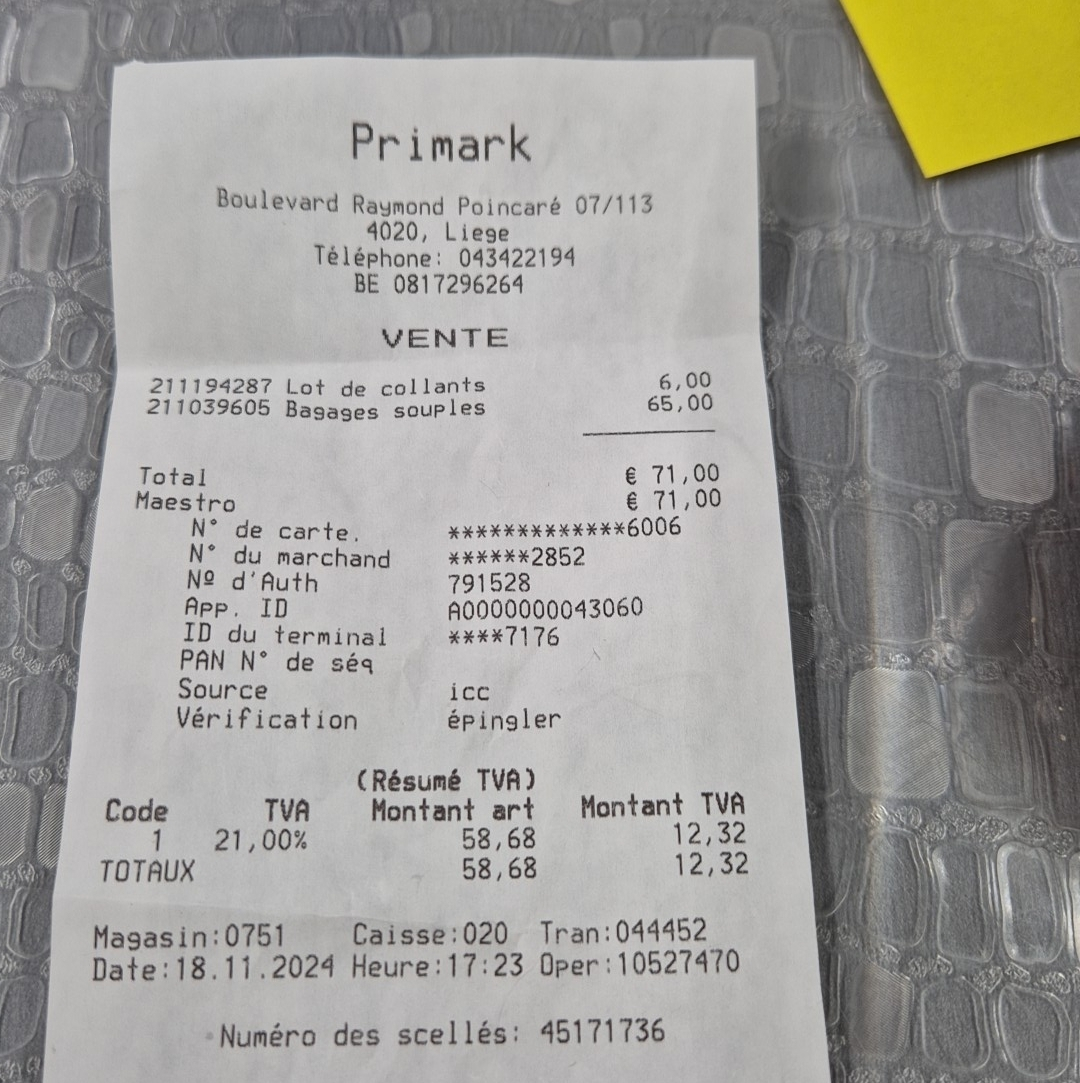 Primark
Boulevard Raymond Poincaré 07/113
4020, Liege
Téléphone: 043422194
BE 0817296264
VENTE
211194287 Lot de collants 6,00
211039605 Bagages souples 65,00
Total € 71,00
Maestro € 71,00
N° de carte. *************6006
N° du marchand ******2852
Nº d'Auth 791528
App. ID A0000000043060
ID du terminal ****7176
PAN N° de séq
Source icc
Vérification épingler
(Résumé TVA)
Code TVA Montant art Montant TVA
1 21,00% 58,68 12,32
TOTAUX 58,68 12,32
Magasin:0751 Caisse:020 Tran:044452
Date:18.11.2024 Heure:17:23 Oper:10527470
Numéro des scellés: 45171736